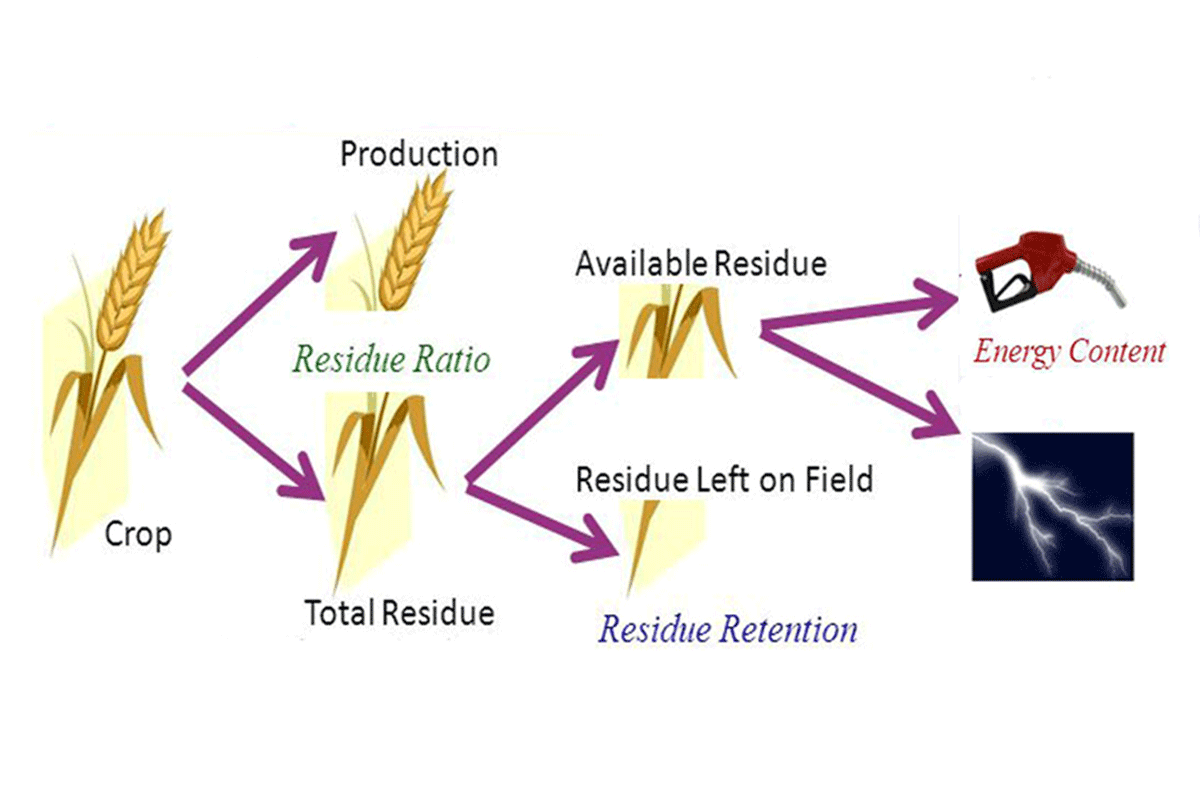 Production
Available Residue
Residue Ratio
Energy Content
Residue Left on Field
Crop
Total Residue
Residue Retention